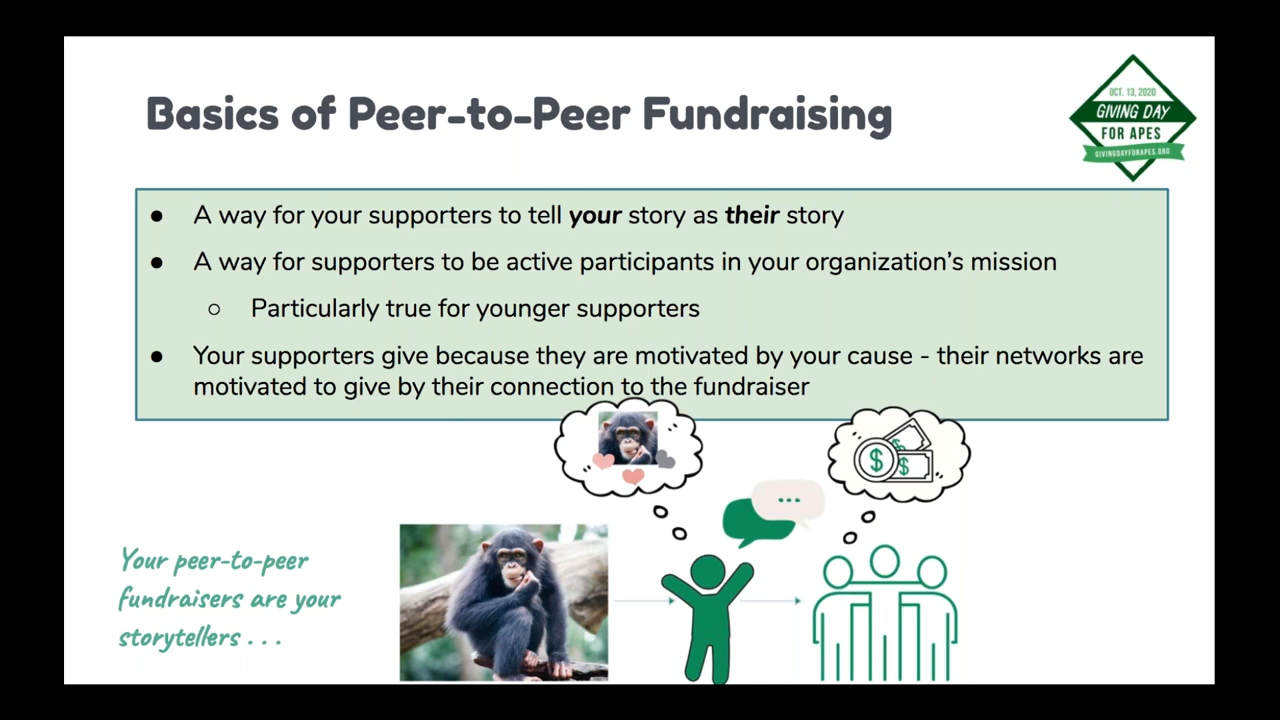 Basics of Peer-to-Peer Fundraising
OCT. 13, 2020
GIVING DAY
FOR APES
GIVINGDAYFORAPES.ORG
● A way for your supporters to tell your story as their story
● A way for supporters to be active participants in your organization’s mission
○ Particularly true for younger supporters
● Your supporters give because they are motivated by your cause - their networks are
motivated to give by their connection to the fundraiser
$ $
$
Your peer-to-peer
fundraisers are your
storytellers . . .